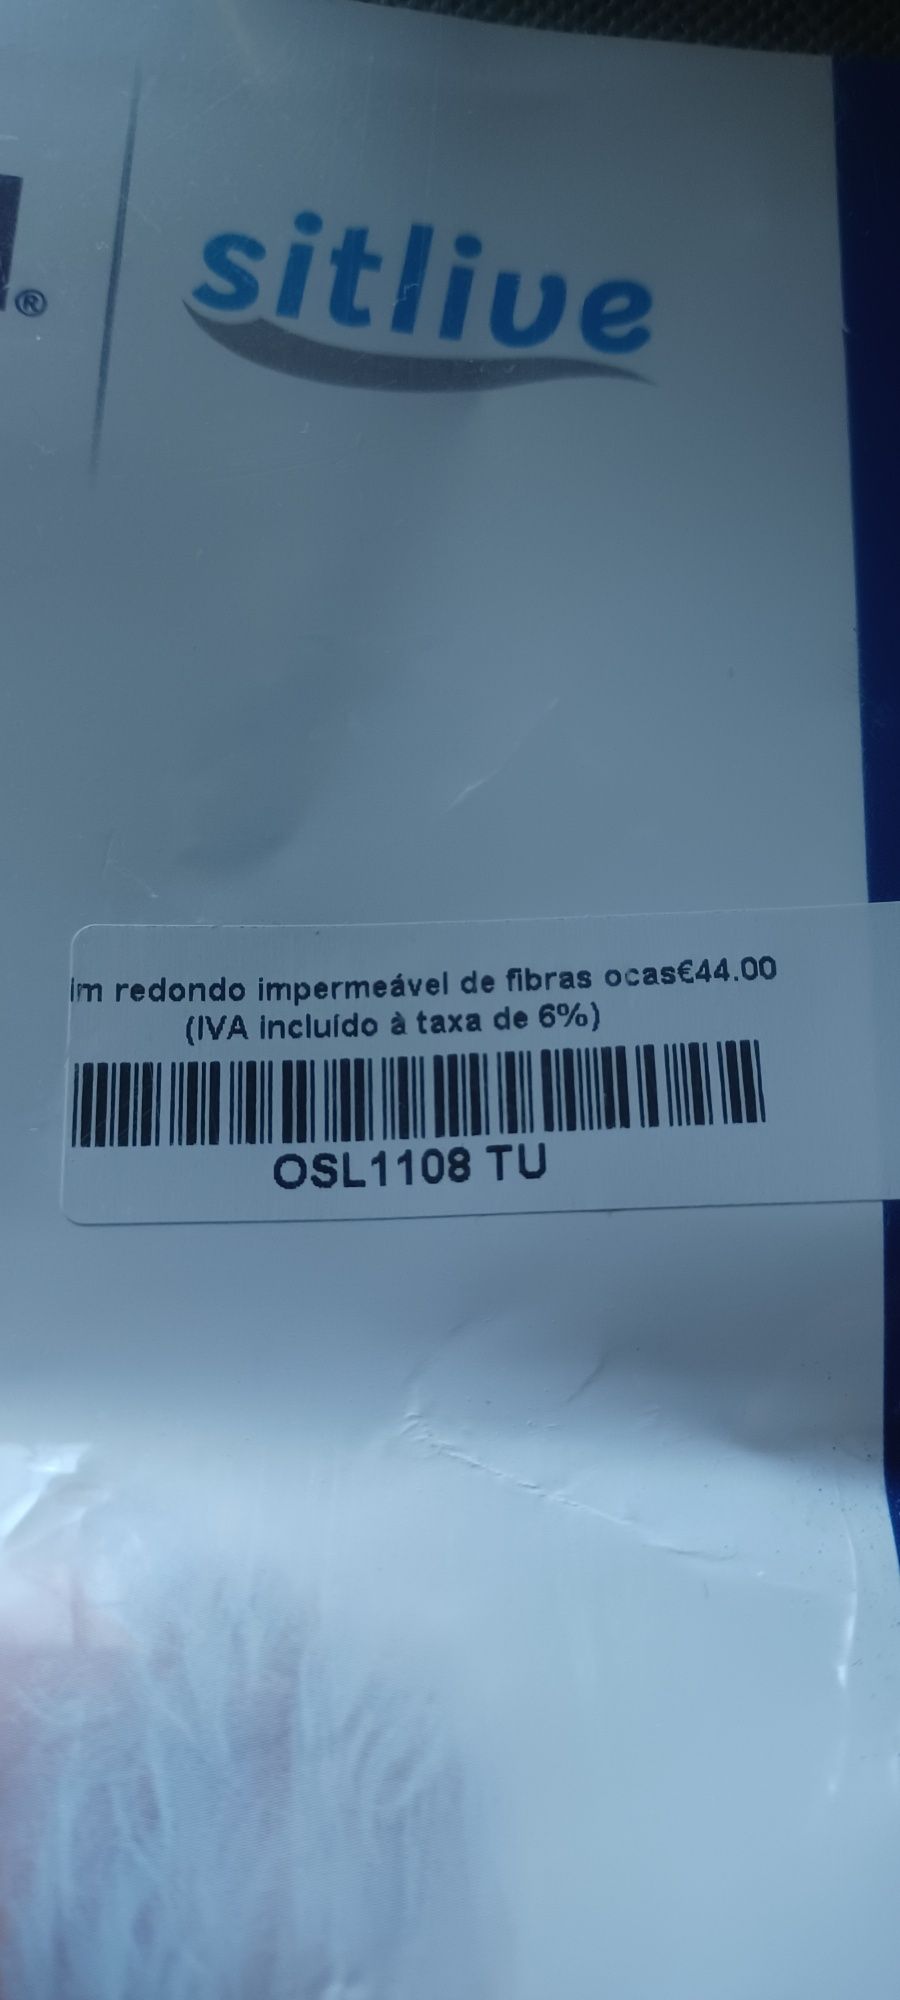 ®
sitlive
im redondo impermeável de fibras ocas€44.00
(IVA incluído à taxa de 6%)
OSL1108 TU